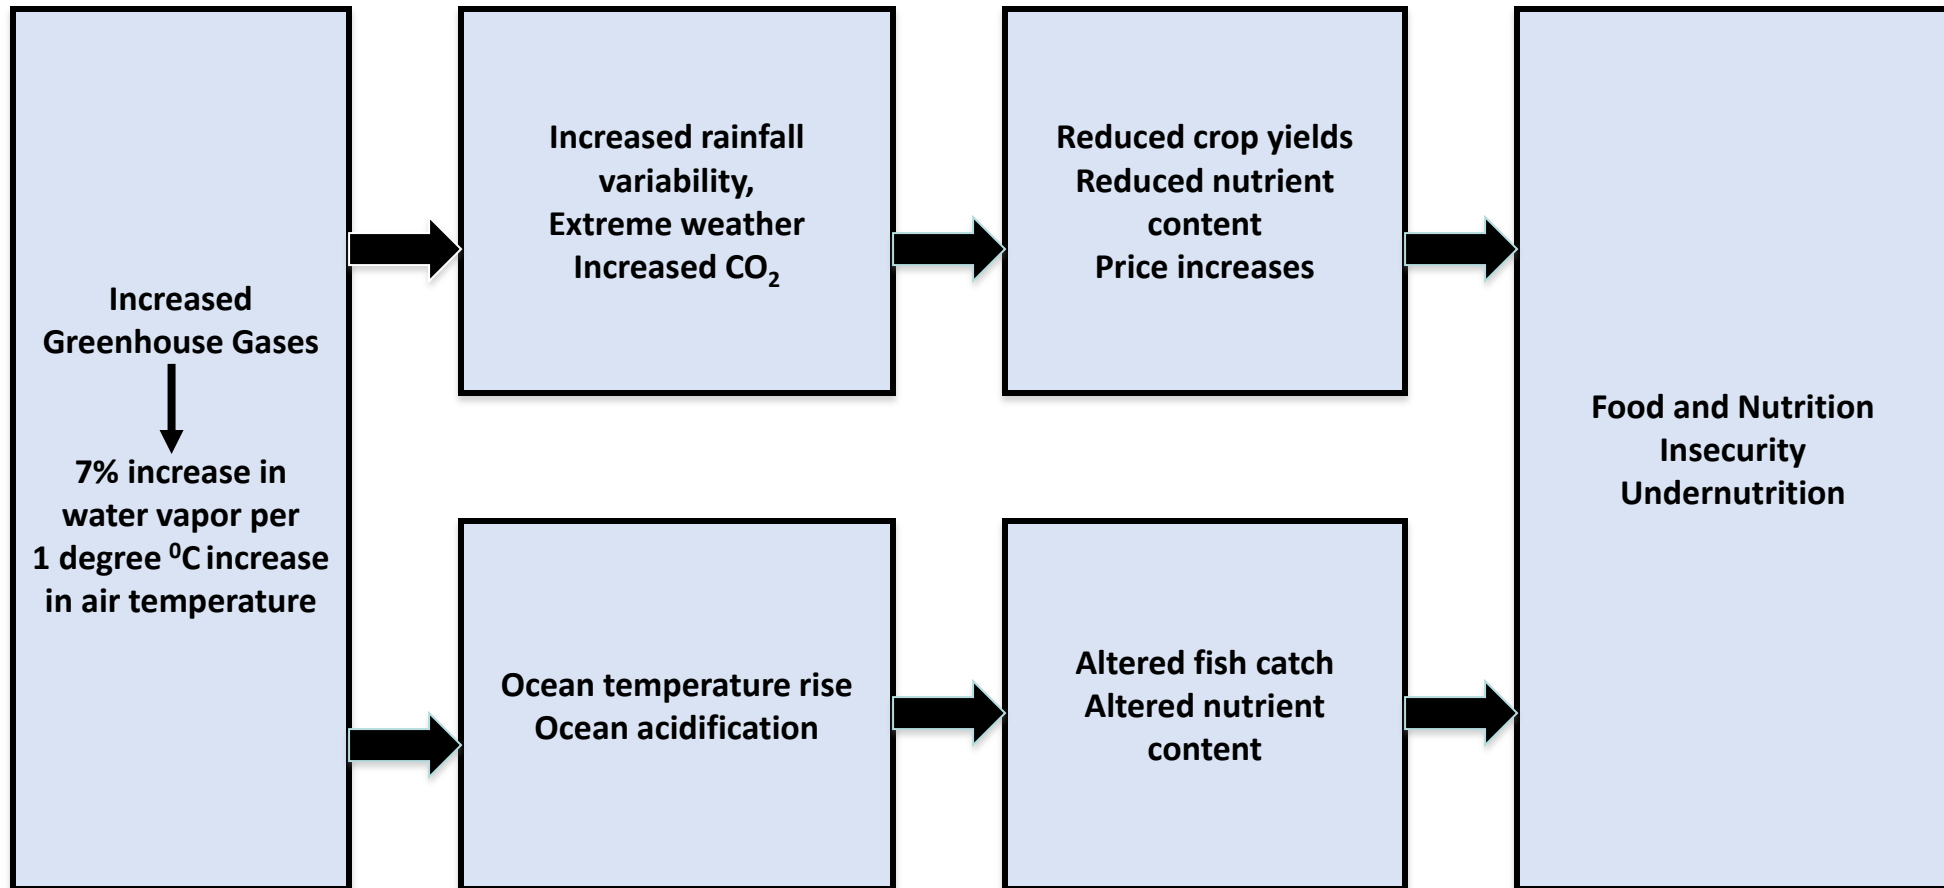 Increased
Greenhouse Gases
7% increase in
water vapor per
1 degree ⁰C increase
in air temperature
Increased rainfall
variability,
Extreme weather
Increased CO₂
Reduced crop yields
Reduced nutrient
content
Price increases
Ocean temperature rise
Ocean acidification
Altered fish catch
Altered nutrient
content
Food and Nutrition
Insecurity
Undernutrition